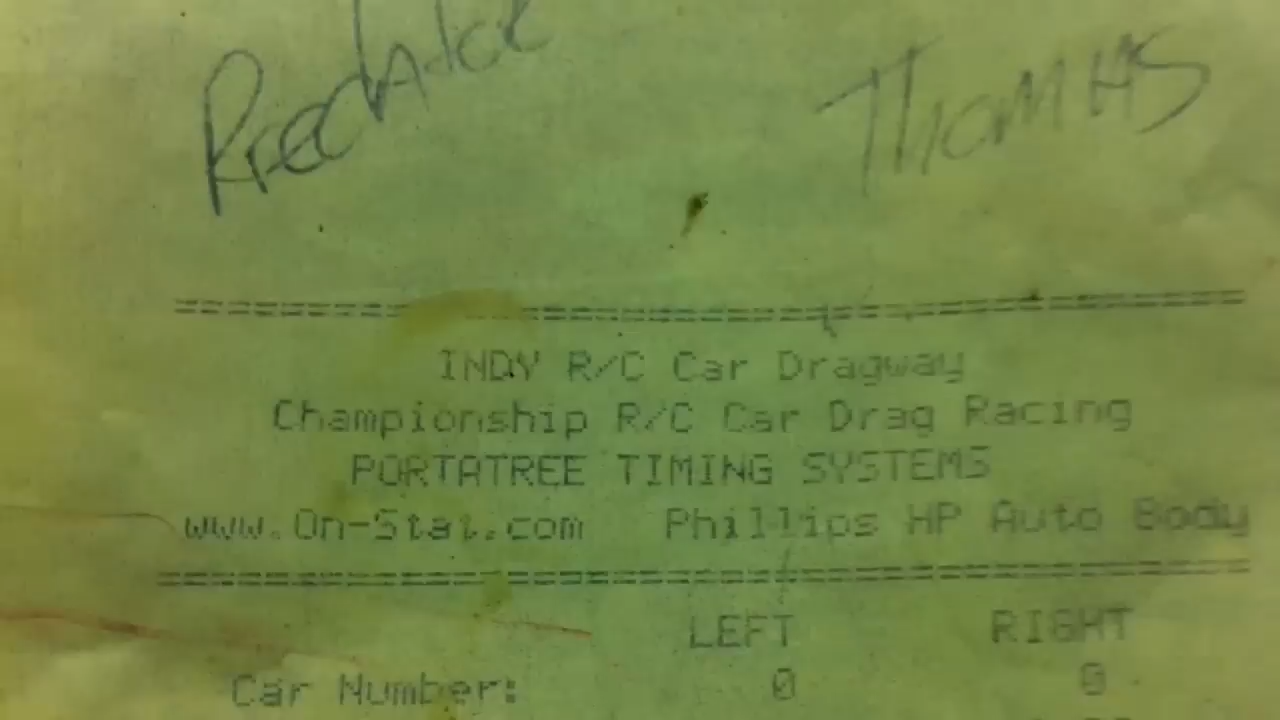 PredAtor ThomAS
INDY R/C Car Dragway
Championship R/C Car Drag Racing
PORTATREE TIMING SYSTEMS
www.On-Stat.com Phillips HP Auto Body
LEFT RIGHT
Car Number: 0 0